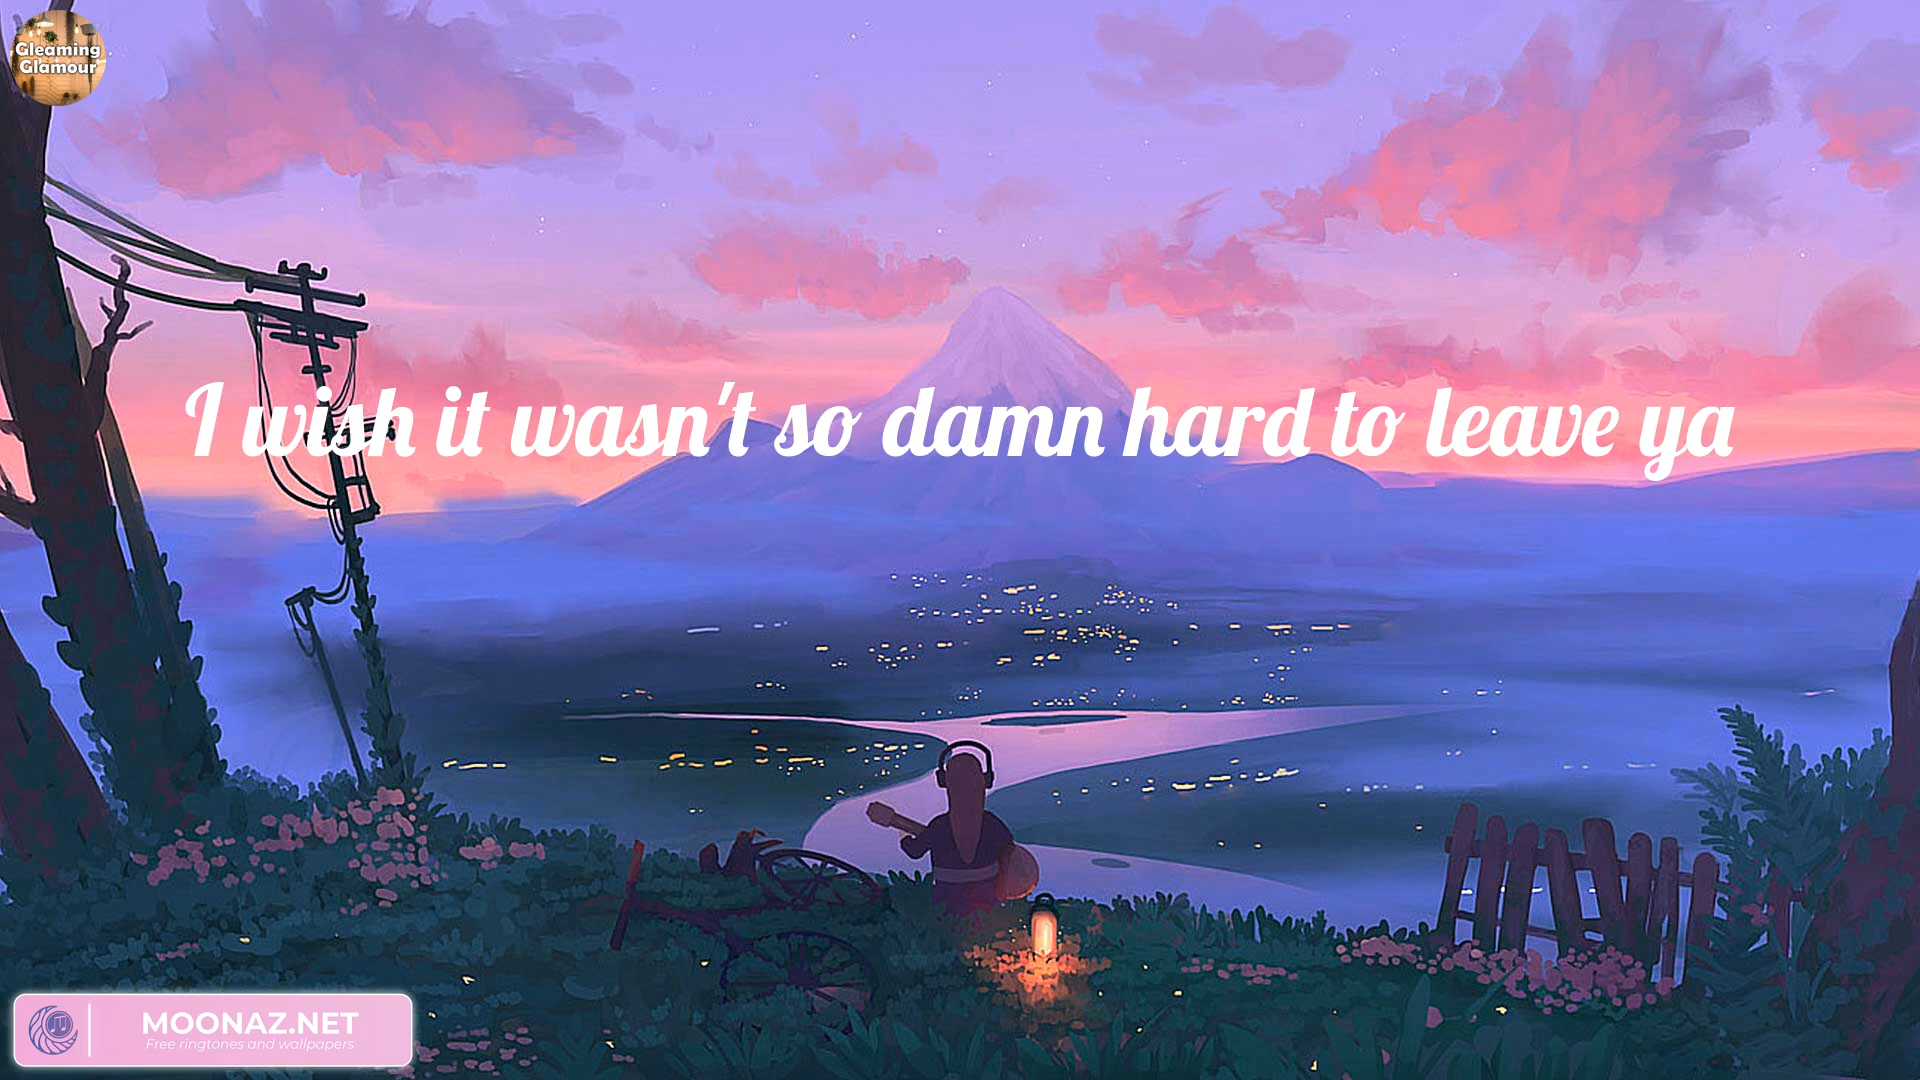 Gleaming
Glamour
I wish it wasn't so damn hard to leave ya
MOONAZ.NET
Free ringtones and wallpapers